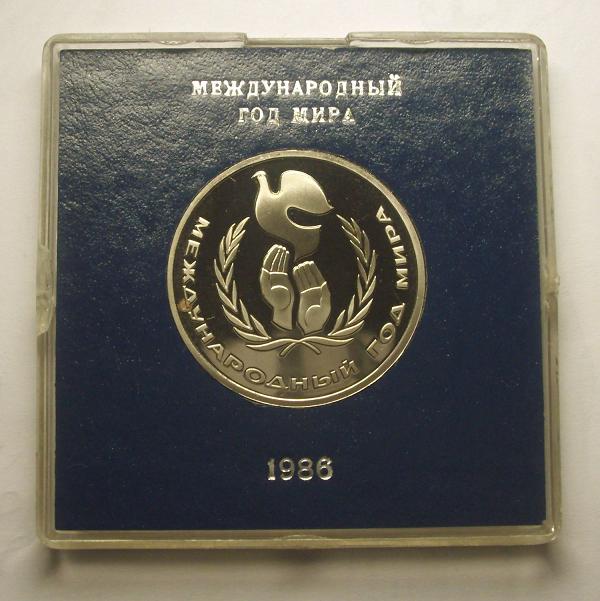 МЕЖДУНАРОДНЫЙ
ГОД МИРА
МЕЖДУНАРОДНЫЙ ГОД МИРА
1986